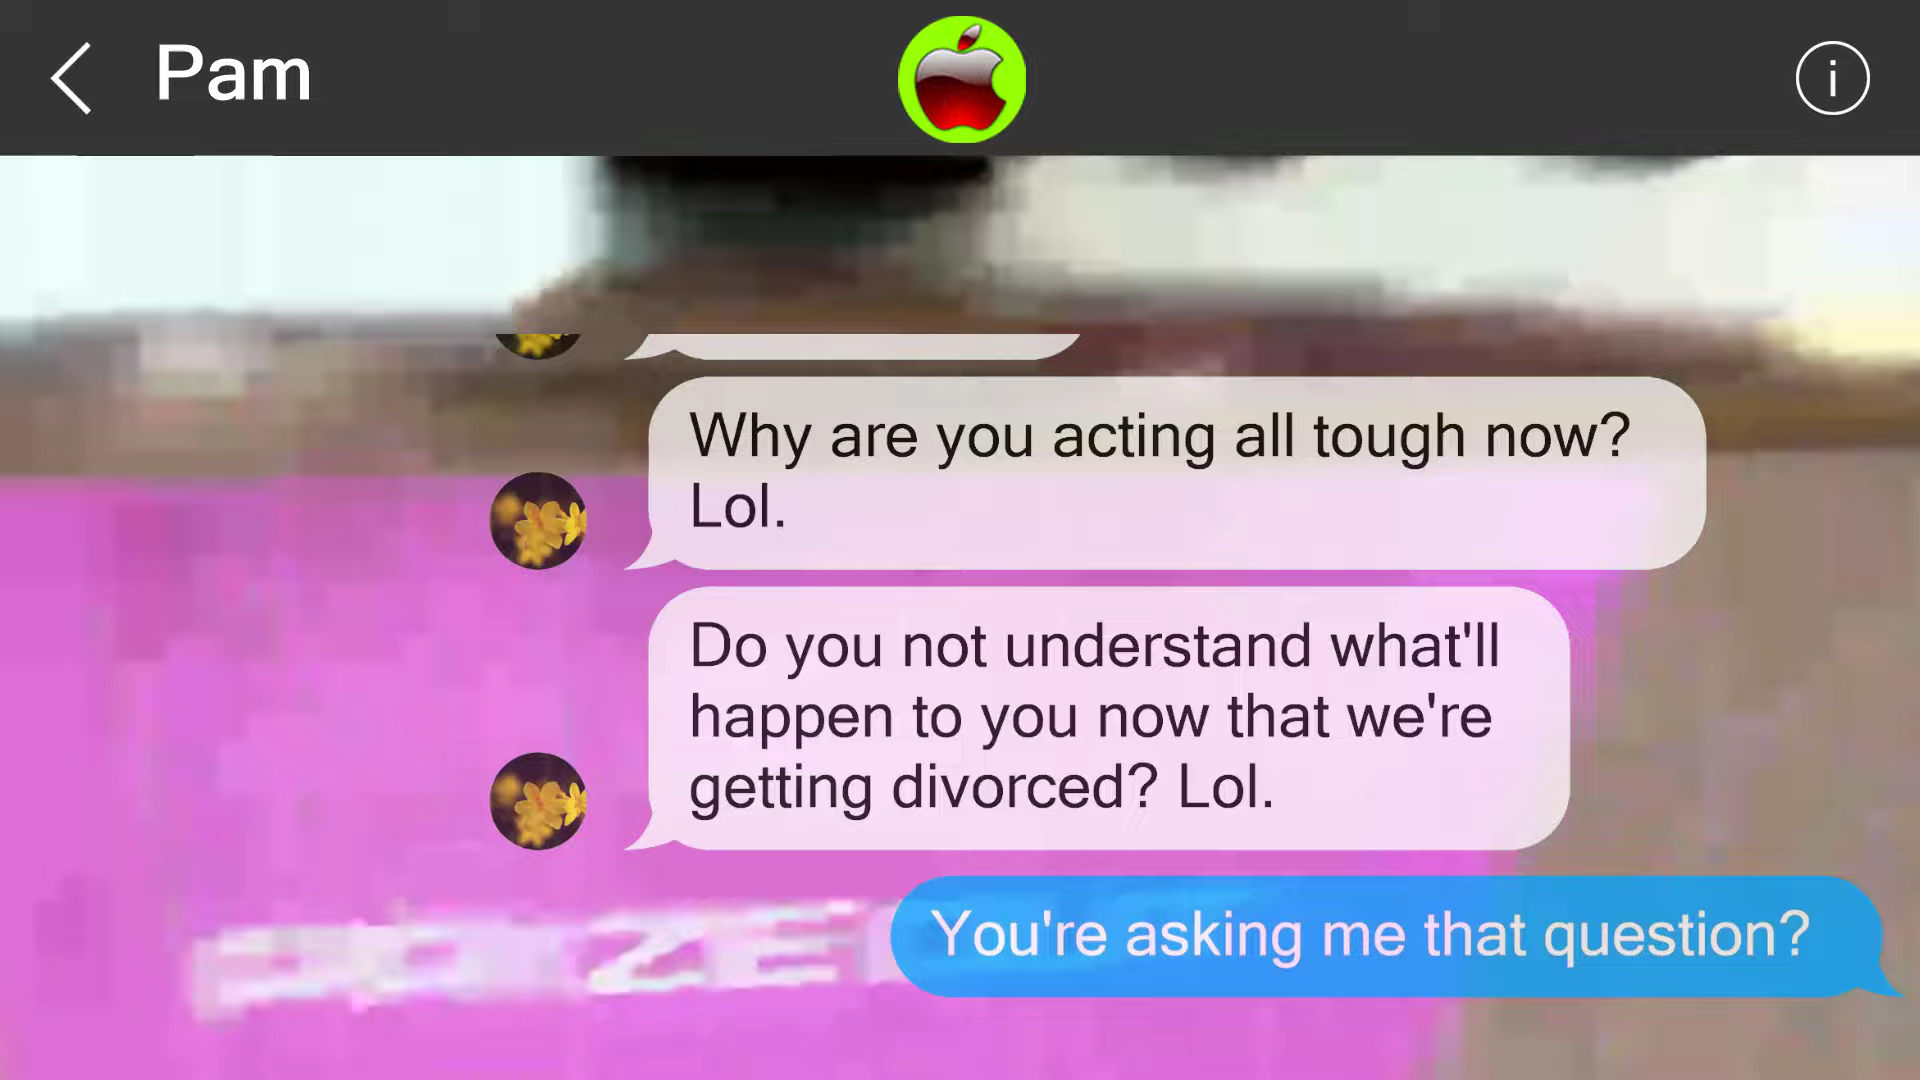 Pam
i
Why are you acting all tough now?
Lol.
Do you not understand what'll
happen to you now that we're
getting divorced? Lol.
You're asking me that question?